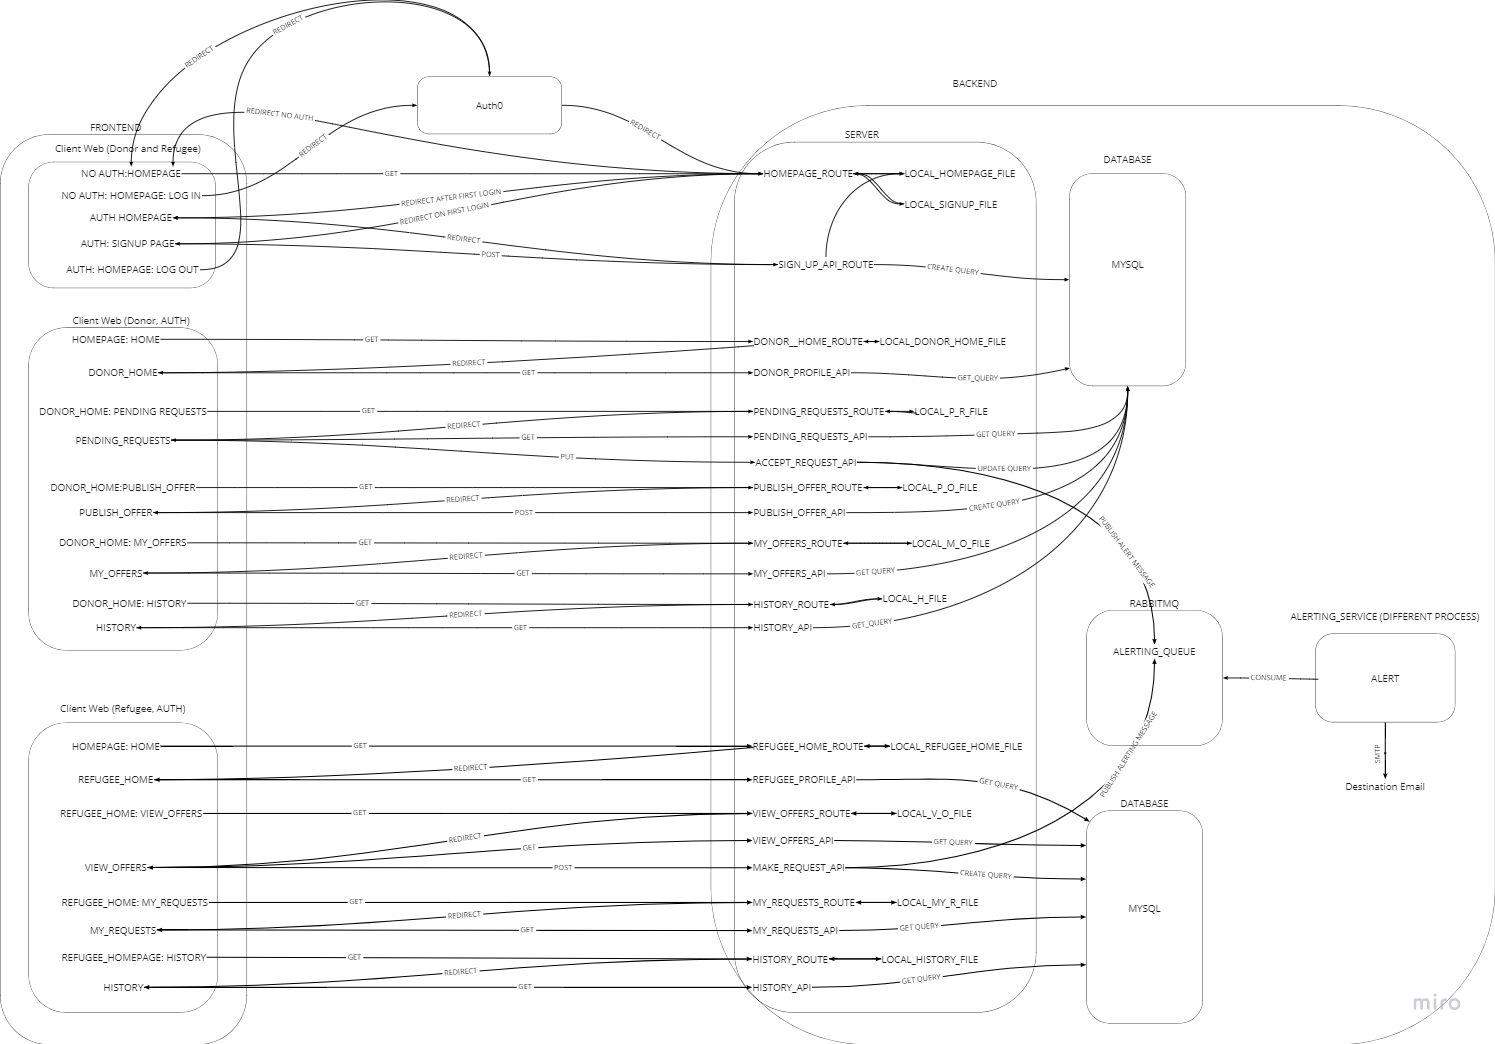 REDIRECT
REDIRECT
BACKEND
Auth0
REDIRECT NO AUTH
REDIRECT
REDIRECT
FRONTEND
SERVER
Client Web (Donor and Refugee)
DATABASE
NO AUTH:HOMEPAGE
GET
HOMEPAGE_ROUTE
LOCAL_HOMEPAGE_FILE
NO AUTH: HOMEPAGE: LOG IN
REDIRECT AFTER FIRST LOGIN
LOCAL_SIGNUP_FILE
AUTH HOMEPAGE
REDIRECT ON FIRST LOGIN
REDIRECT
AUTH: SIGNUP PAGE
POST
SIGN_UP_API_ROUTE
CREATE QUERY
MYSQL
AUTH: HOMEPAGE: LOG OUT
Client Web (Donor, AUTH)
HOMEPAGE: HOME
GET
DONOR__HOME_ROUTE
LOCAL_DONOR_HOME_FILE
REDIRECT
DONOR_HOME
GET
DONOR_PROFILE_API
GET_QUERY
DONOR_HOME: PENDING REQUESTS
GET
PENDING_REQUESTS_ROUTE
LOCAL_P_R_FILE
REDIRECT
PENDING_REQUESTS
GET
PENDING_REQUESTS_API
GET QUERY
PUT
ACCEPT_REQUEST_API
UPDATE QUERY
DONOR_HOME:PUBLISH_OFFER
GET
PUBLISH_OFFER_ROUTE
LOCAL_P_O_FILE
REDIRECT
PUBLISH_OFFER
POST
PUBLISH_OFFER_API
CREATE QUERY
PUBLISH ALERT MESSAGE
DONOR_HOME: MY_OFFERS
GET
MY_OFFERS_ROUTE
LOCAL_M_O_FILE
REDIRECT
MY_OFFERS
GET
MY_OFFERS_API
GET QUERY
DONOR_HOME: HISTORY
GET
HISTORY_ROUTE
LOCAL_H_FILE
RABBITMQ
REDIRECT
HISTORY
GET
HISTORY_API
GET_QUERY
ALERTING_SERVICE (DIFFERENT PROCESS)
ALERTING_QUEUE
CONSUME
ALERT
Client Web (Refugee, AUTH)
HOMEPAGE: HOME
GET
REFUGEE_HOME_ROUTE
LOCAL_REFUGEE_HOME_FILE
PUBLISH ALERTING MESSAGE
SMTP
REDIRECT
REFUGEE_HOME
GET
REFUGEE_PROFILE_API
GET QUERY
Destination Email
DATABASE
REFUGEE_HOME: VIEW_OFFERS
GET
VIEW_OFFERS_ROUTE
LOCAL_V_O_FILE
REDIRECT
GET
VIEW_OFFERS_API
GET QUERY
VIEW_OFFERS
POST
MAKE_REQUEST_API
CREATE QUERY
REFUGEE_HOME: MY_REQUESTS
GET
MY_REQUESTS_ROUTE
LOCAL_MY_R_FILE
MYSQL
REDIRECT
MY_REQUESTS
GET
MY_REQUESTS_API
GET QUERY
REFUGEE_HOMEPAGE: HISTORY
GET
HISTORY_ROUTE
LOCAL_HISTORY_FILE
REDIRECT
HISTORY
GET
HISTORY_API
GET QUERY
miro